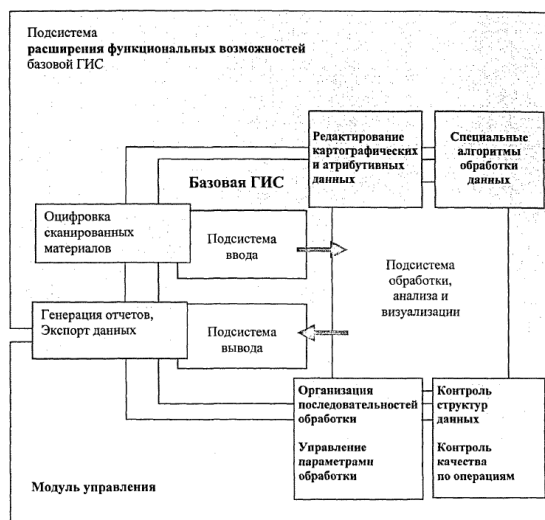 Подсистема
расширения функциональных возможностей
базовой ГИС
Редактирование
картографических
и атрибутивных
данных
Специальные
алгоритмы
обработки
данных
Базовая ГИС
Оцифровка
сканированных
материалов
Подсистема
ввода
Подсистема
обработки,
анализа и
визуализации
Генерация отчетов,
Экспорт данных
Подсистема
вывода
Организация
последовательностей
обработки
Управление
параметрами
обработки
Контроль
структур
данных
Контроль
качества
по операциям
Модуль управления